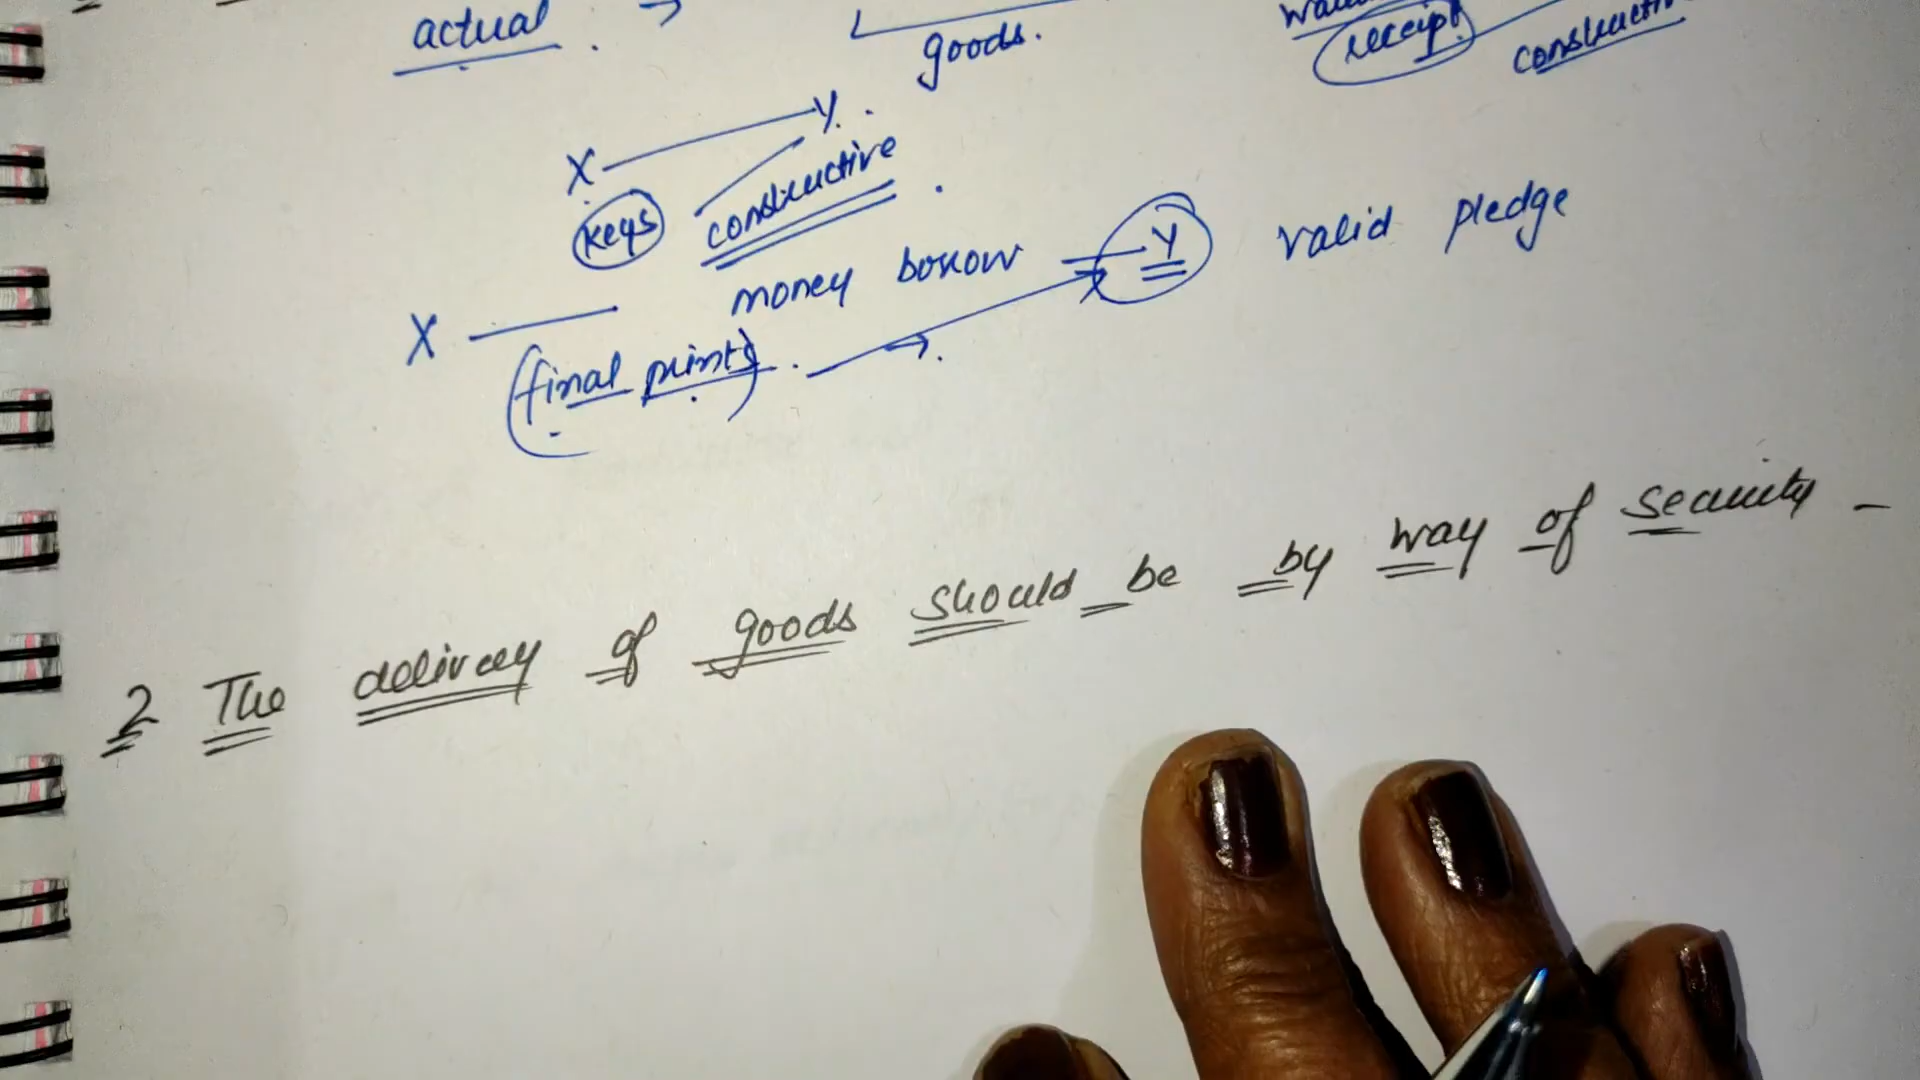 actual →
goods.
receipt constructive
X Y.
keys constructive
X money borrow Y valid pledge
(final prints)
2 The delivery of goods should be by way of security -